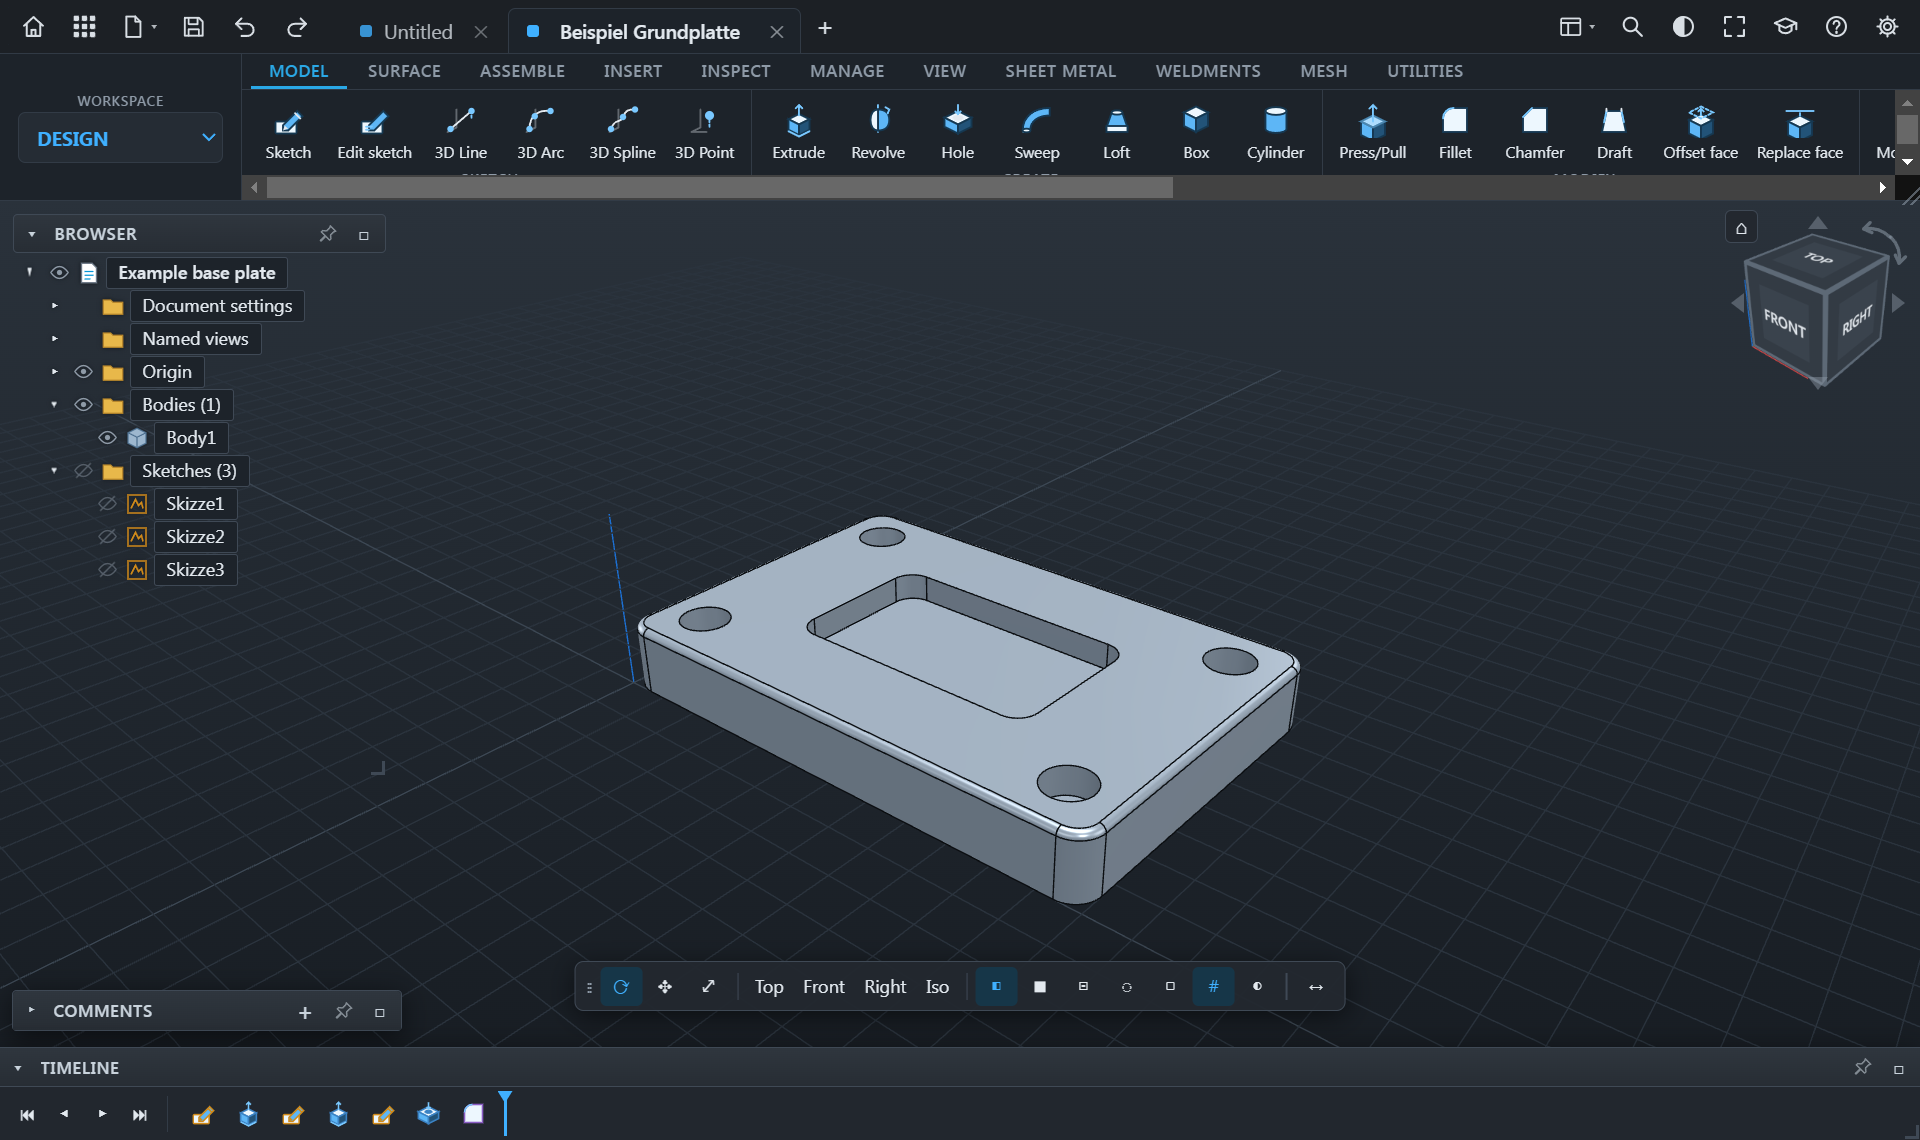 Untitled
Beispiel Grundplatte
WORKSPACE
DESIGN
MODEL SURFACE ASSEMBLE INSERT INSPECT MANAGE VIEW SHEET METAL WELDMENTS MESH UTILITIES
Sketch Edit sketch 3D Line 3D Arc 3D Spline 3D Point Extrude Revolve Hole Sweep Loft Box Cylinder Press/Pull Fillet Chamfer Draft Offset face Replace face
BROWSER
Example base plate
Document settings
Named views
Origin
Bodies (1)
Body1
Sketches (3)
Skizze1
Skizze2
Skizze3
TOP
FRONT
RIGHT
Top Front Right Iso #
COMMENTS
TIMELINE